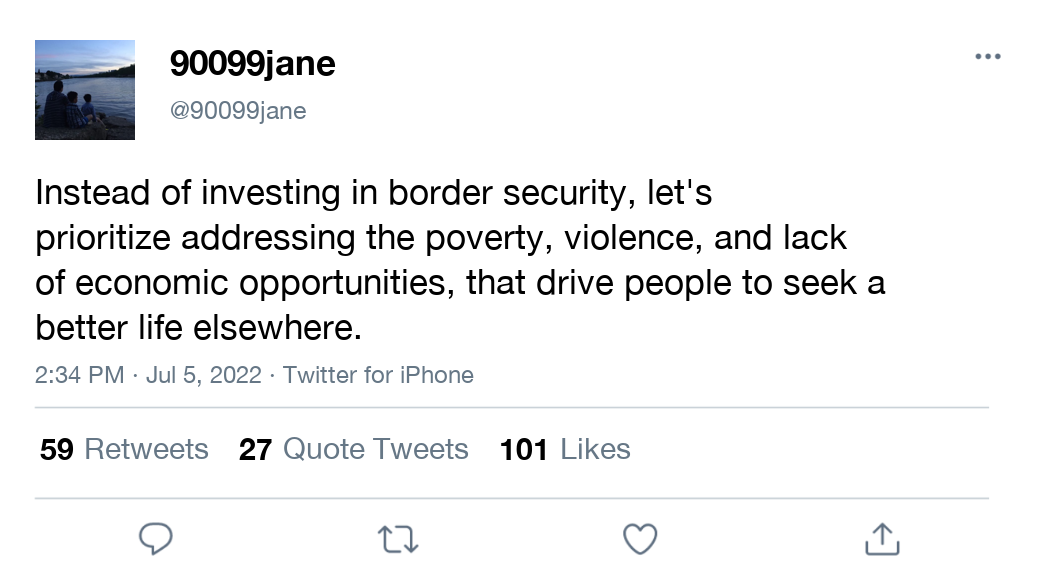 90099jane
@90099jane
Instead of investing in border security, let's
prioritize addressing the poverty, violence, and lack
of economic opportunities, that drive people to seek a
better life elsewhere.
2:34 PM · Jul 5, 2022 · Twitter for iPhone
59 Retweets 27 Quote Tweets 101 Likes